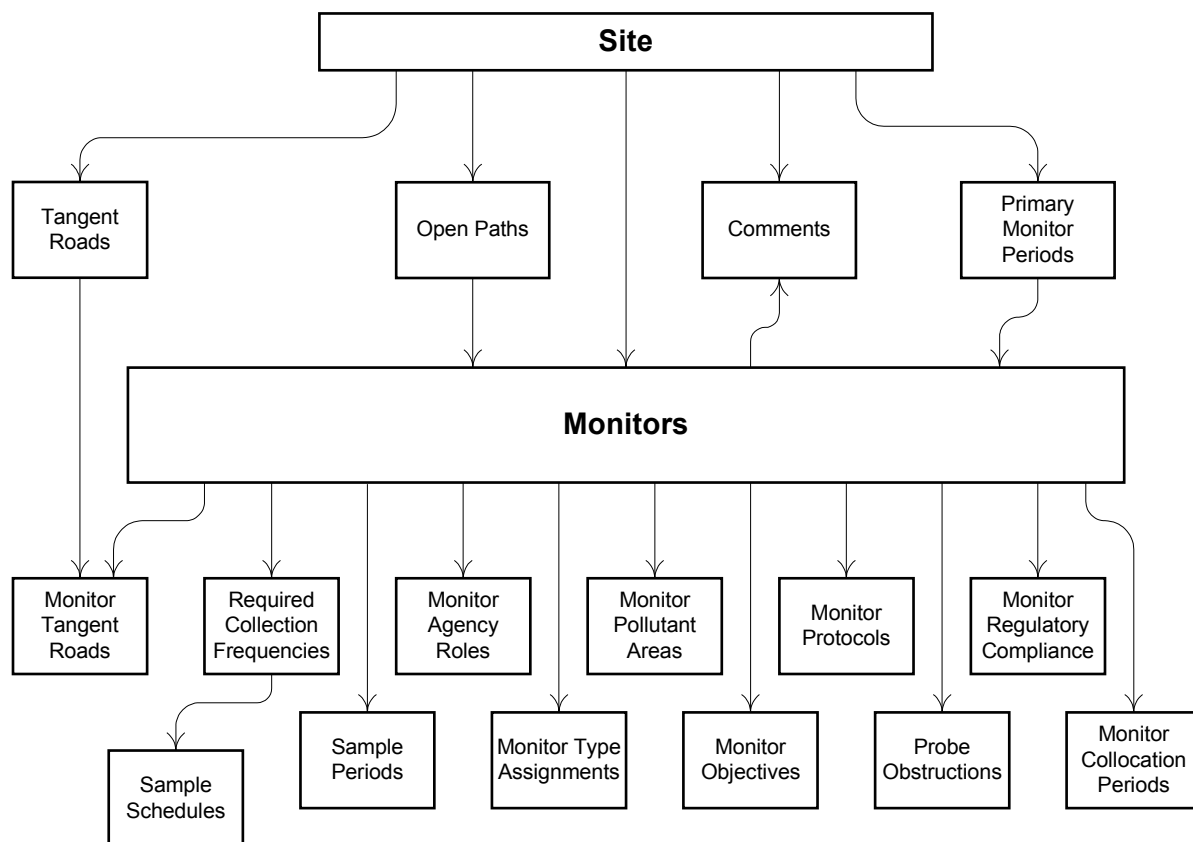 Site
Tangent
Roads
Open Paths
Comments
Primary
Monitor
Periods
Monitors
Monitor
Tangent
Roads
Required
Collection
Frequencies
Monitor
Agency
Roles
Monitor
Pollutant
Areas
Monitor
Protocols
Monitor
Regulatory
Compliance
Sample
Schedules
Sample
Periods
Monitor Type
Assignments
Monitor
Objectives
Probe
Obstructions
Monitor
Collocation
Periods